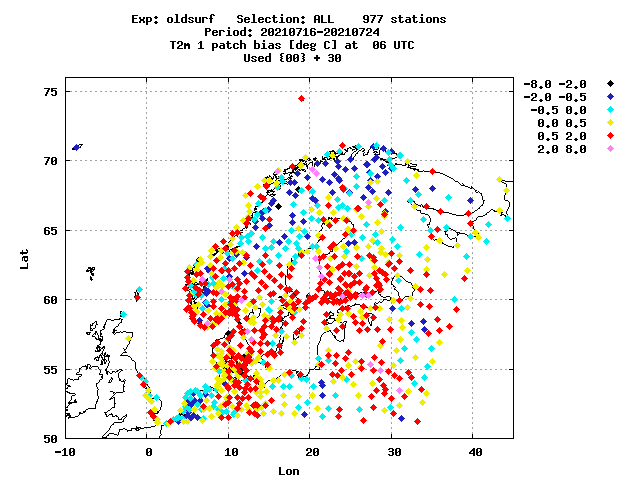 Exp: oldsurf   Selection: ALL    977 stations
Period: 20210716-20210724
T2m 1 patch bias [deg C] at  06 UTC
Used {00} + 30
-8.0 -2.0
-2.0 -0.5
-0.5 0.0
0.0 0.5
0.5 2.0
2.0 8.0
75
70
65
60
55
50
Lat
-10 0 10 20 30 40
Lon